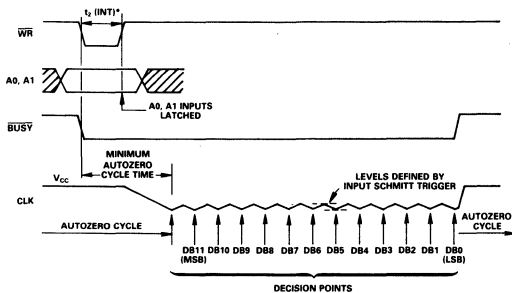 t₂ (INT)*
WR
A0, A1
A0, A1 INPUTS
LATCHED
BUSY
MINIMUM
AUTOZERO
CYCLE TIME
LEVELS DEFINED BY
INPUT SCHMITT TRIGGER
VCC
CLK
AUTOZERO CYCLE
AUTOZERO
CYCLE
DB11 DB10 DB9 DB8 DB7 DB6 DB5 DB4 DB3 DB2 DB1 DB0
(MSB) (LSB)
DECISION POINTS